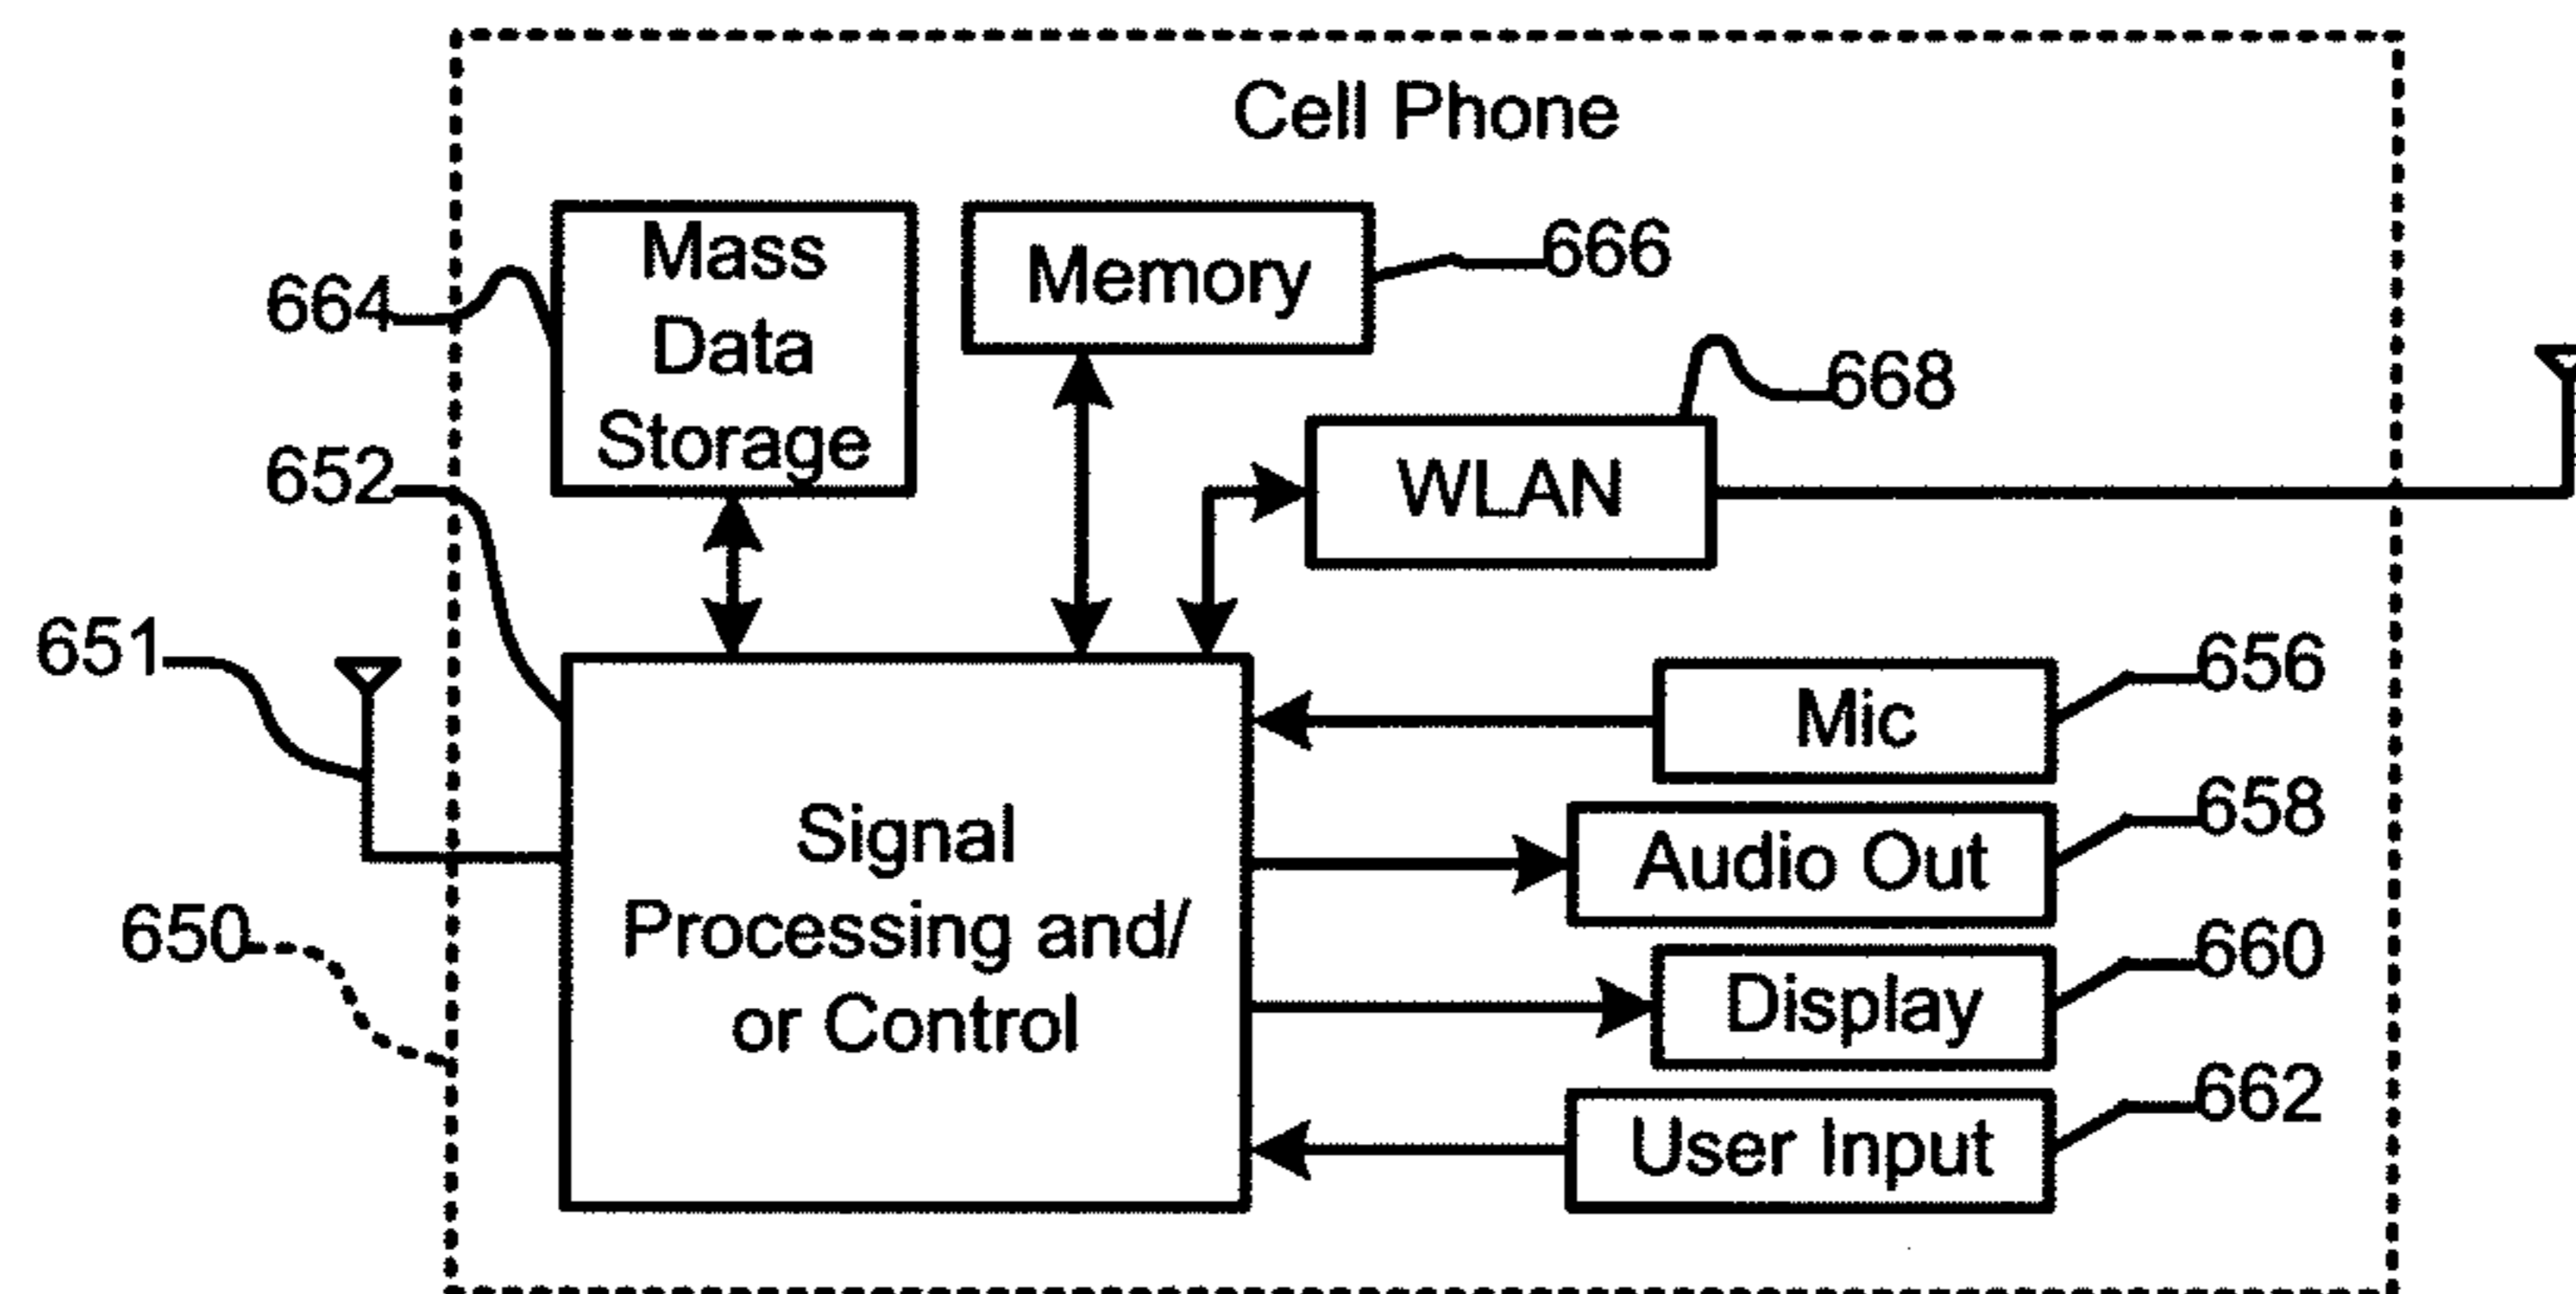 Cell Phone
Mass
Data
Storage
Memory
666
664
668
WLAN
652
651
656
Mic
658
Signal
Processing and/
or Control
Audio Out
650
660
Display
662
User Input